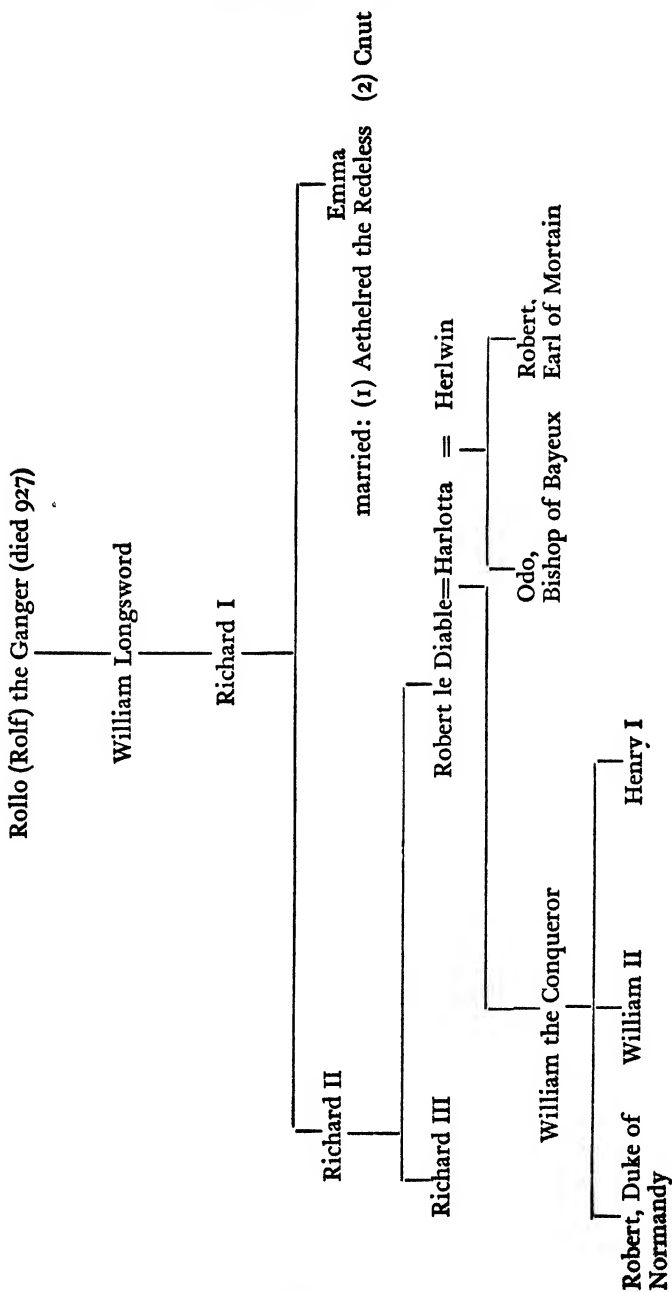 Rollo (Rolf) the Ganger (died 927)
William Longsword
Richard I
Richard II
Emma
married: (1) Aethelred the Redeless (2) Cnut
Richard III
Robert le Diable=Harlotta = Herlwin
William the Conqueror
Odo,
Bishop of Bayeux
Robert,
Earl of Mortain
Robert, Duke of
Normandy
William II
Henry I